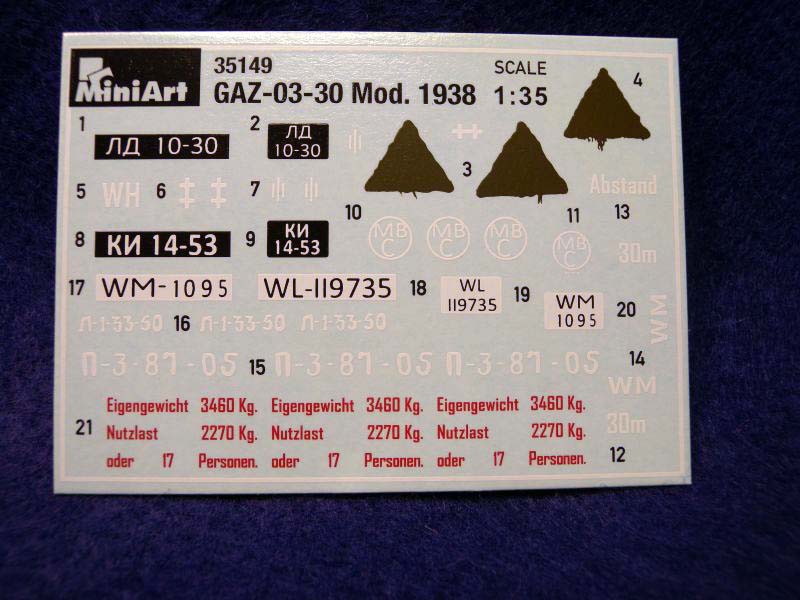 MiniArt
35149
GAZ-03-30 Mod. 1938
SCALE
1:35
4
1
ЛД 10-30
2
ЛД
10-30
3
5
WH
6
7
Abstand
8
КИ 14-53
9
КИ
14-53
10
МВ
С
МВ
С
МВ
С
11
МВ
С
13
30m
17
WM-1095
WL-119735
18
WL
119735
19
WM
1095
20
WM
Л-1-33-50
16
Л-1-33-50
Л-1-33-50
П-3-87-05
15
П-3-87-05
П-3-87-05
14
WM
21
Eigengewicht 3460 Kg.
Nutzlast 2270 Kg.
oder 17 Personen.
Eigengewicht 3460 Kg.
Nutzlast 2270 Kg.
oder 17 Personen.
Eigengewicht 3460 Kg.
Nutzlast 2270 Kg.
oder 17 Personen.
30m
12